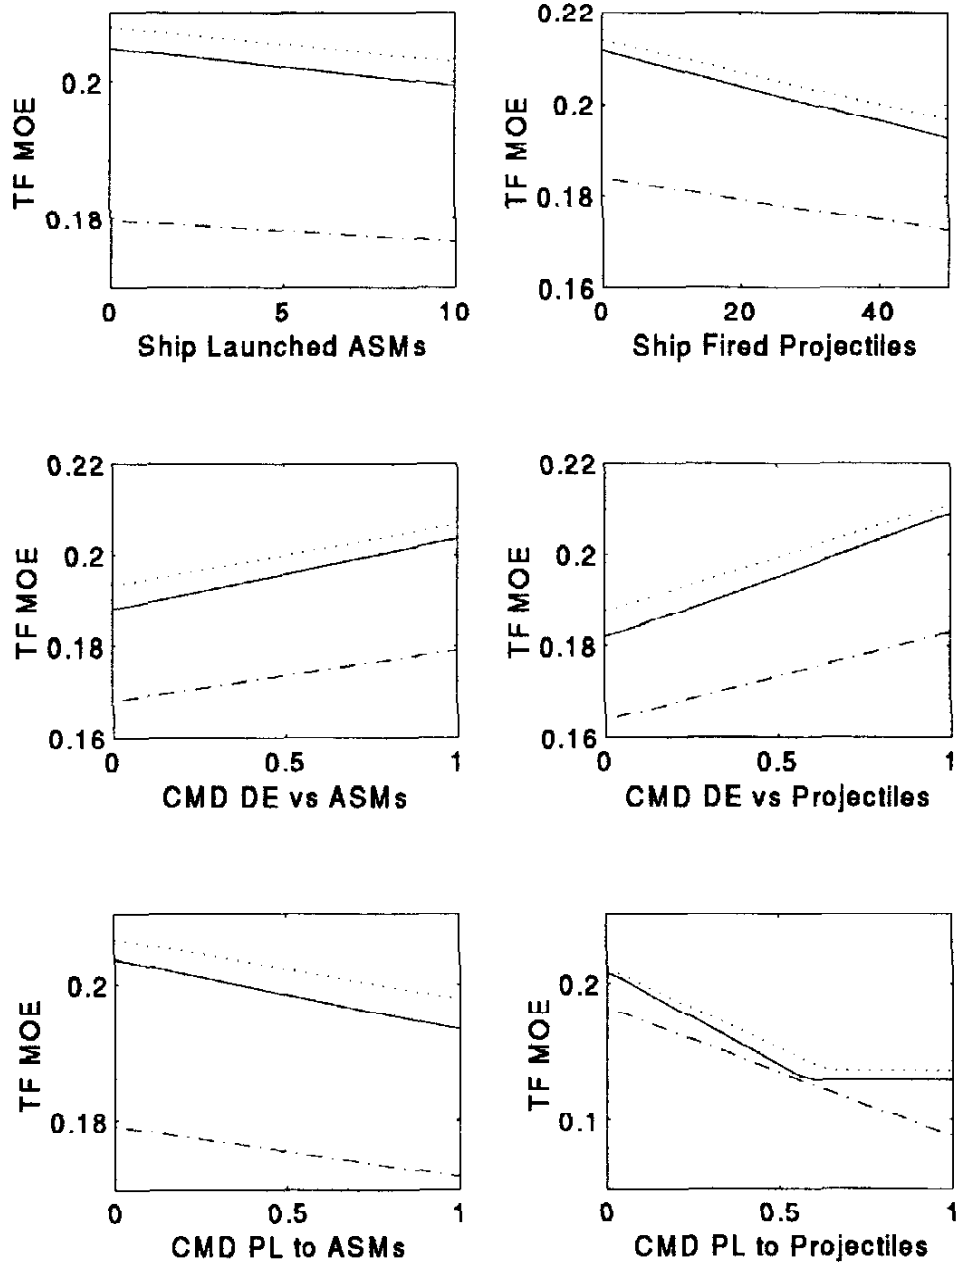 0.22
0.2
0.2
TF MOE
TF MOE
0.18
0.18
0.16
0 5 10
0 20 40
Ship Launched ASMs
Ship Fired Projectiles
0.22
0.22
0.2
0.2
TF MOE
TF MOE
0.18
0.18
0.16
0.16
0 0.5 1
0 0.5 1
CMD DE vs ASMs
CMD DE vs Projectiles
0.2
0.2
TF MOE
TF MOE
0.18
0.1
0 0.5 1
0 0.5 1
CMD PL to ASMs
CMD PL to Projectiles